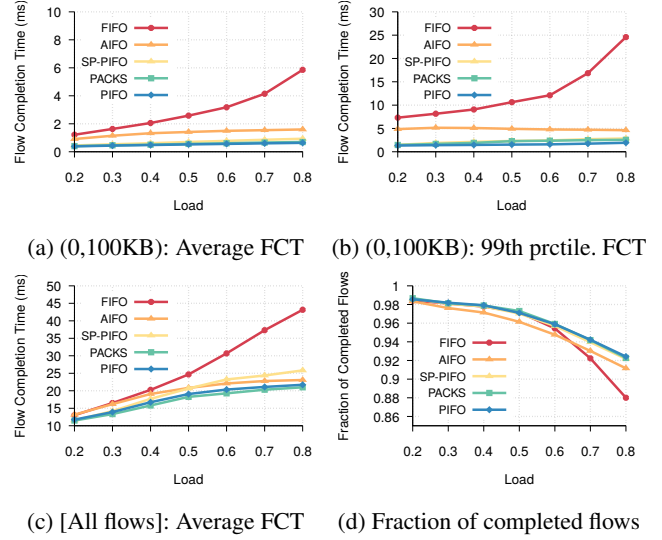 Flow Completion Time (ms)
10
8
6
4
2
0
FIFO
AIFO
SP-PIFO
PACKS
PIFO
0.2 0.3 0.4 0.5 0.6 0.7 0.8
Load
(a) (0,100KB): Average FCT
Flow Completion Time (ms)
30
25
20
15
10
5
0
FIFO
AIFO
SP-PIFO
PACKS
PIFO
0.2 0.3 0.4 0.5 0.6 0.7 0.8
Load
(b) (0,100KB): 99th prctile. FCT
Flow Completion Time (ms)
50
45
40
35
30
25
20
15
10
FIFO
AIFO
SP-PIFO
PACKS
PIFO
0.2 0.3 0.4 0.5 0.6 0.7 0.8
Load
(c) [All flows]: Average FCT
Fraction of Completed Flows
1
0.98
0.96
0.94
0.92
0.9
0.88
0.86
FIFO
AIFO
SP-PIFO
PACKS
PIFO
0.2 0.3 0.4 0.5 0.6 0.7 0.8
Load
(d) Fraction of completed flows